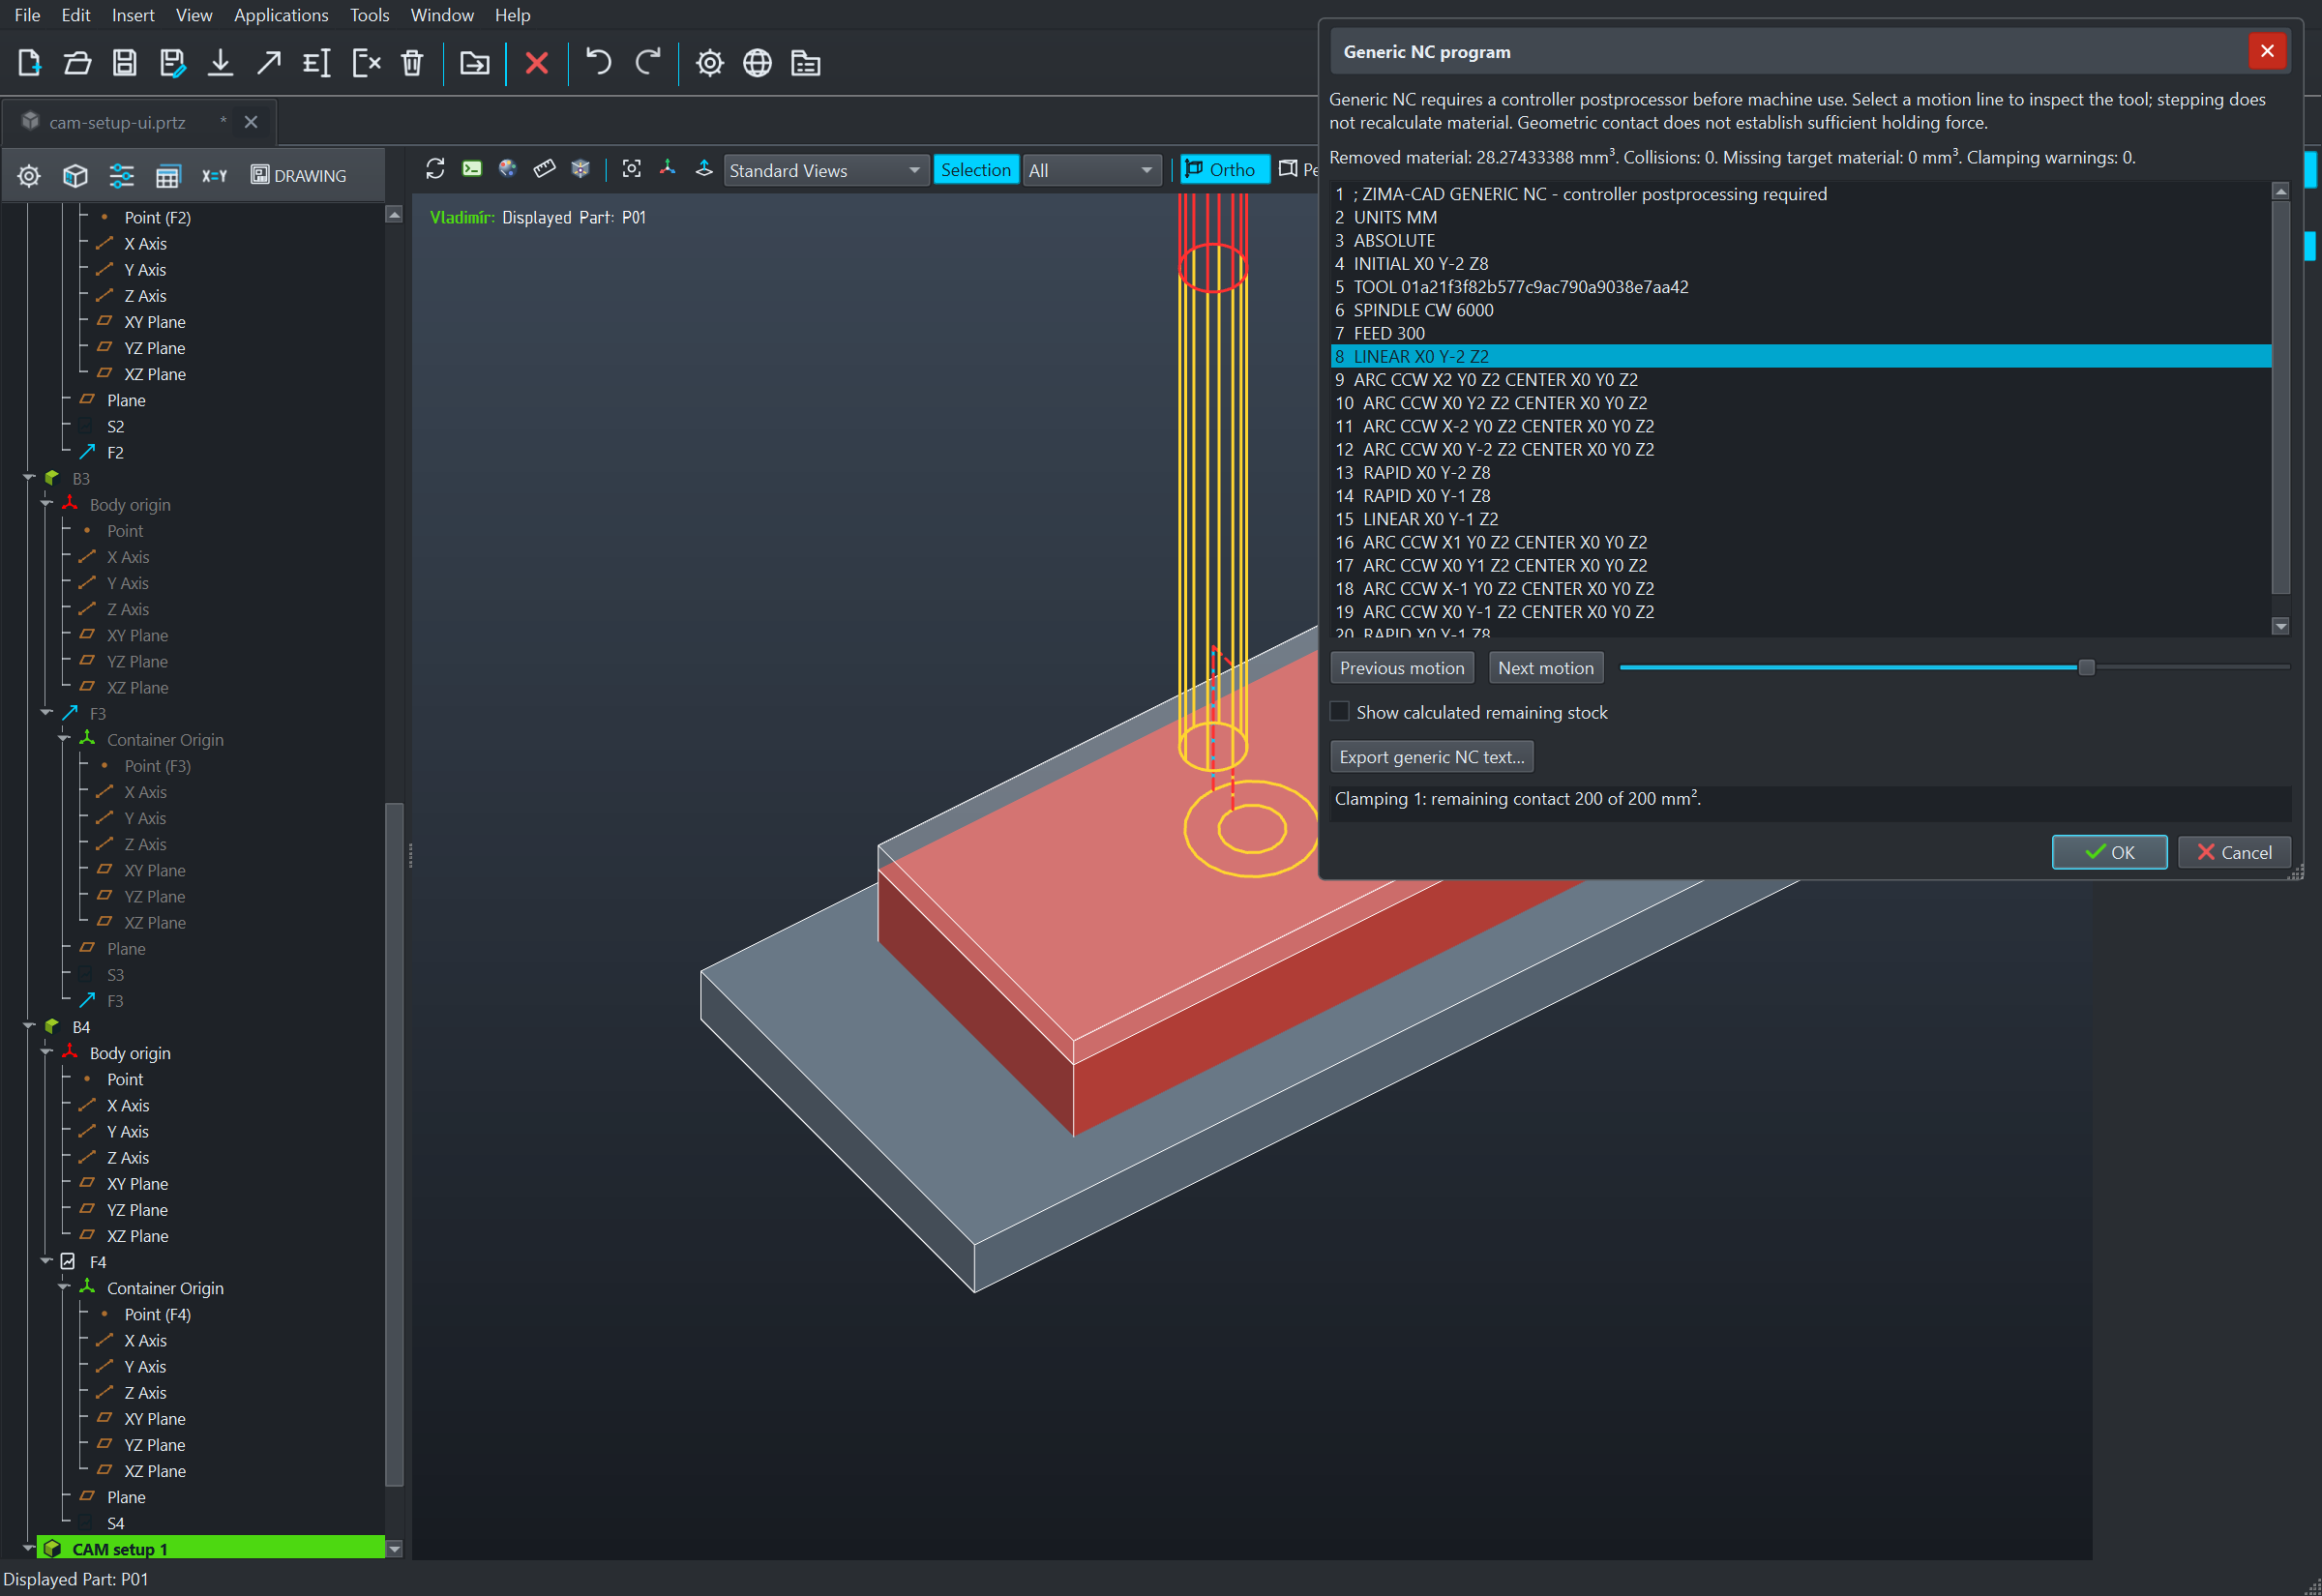 File Edit Insert View Applications Tools Window Help
cam-setup-ui.prtz *
X=Y DRAWING
Standard Views Selection All Ortho
Vladimír: Displayed Part: P01
Point (F2)
X Axis
Y Axis
Z Axis
XY Plane
YZ Plane
XZ Plane
Plane
S2
F2
B3
Body origin
Point
X Axis
Y Axis
Z Axis
XY Plane
YZ Plane
XZ Plane
F3
Container Origin
Point (F3)
X Axis
Y Axis
Z Axis
XY Plane
YZ Plane
XZ Plane
Plane
S3
F3
B4
Body origin
Point
X Axis
Y Axis
Z Axis
XY Plane
YZ Plane
XZ Plane
F4
Container Origin
Point (F4)
X Axis
Y Axis
Z Axis
XY Plane
YZ Plane
XZ Plane
Plane
S4
CAM setup 1
Displayed Part: P01
Generic NC program
Generic NC requires a controller postprocessor before machine use. Select a motion line to inspect the tool; stepping does
not recalculate material. Geometric contact does not establish sufficient holding force.
Removed material: 28.27433388 mm³. Collisions: 0. Missing target material: 0 mm³. Clamping warnings: 0.
1 ; ZIMA-CAD GENERIC NC - controller postprocessing required
2 UNITS MM
3 ABSOLUTE
4 INITIAL X0 Y-2 Z8
5 TOOL 01a21f3f82b577c9ac790a9038e7aa42
6 SPINDLE CW 6000
7 FEED 300
8 LINEAR X0 Y-2 Z2
9 ARC CCW X2 Y0 Z2 CENTER X0 Y0 Z2
10 ARC CCW X0 Y2 Z2 CENTER X0 Y0 Z2
11 ARC CCW X-2 Y0 Z2 CENTER X0 Y0 Z2
12 ARC CCW X0 Y-2 Z2 CENTER X0 Y0 Z2
13 RAPID X0 Y-2 Z8
14 RAPID X0 Y-1 Z8
15 LINEAR X0 Y-1 Z2
16 ARC CCW X1 Y0 Z2 CENTER X0 Y0 Z2
17 ARC CCW X0 Y1 Z2 CENTER X0 Y0 Z2
18 ARC CCW X-1 Y0 Z2 CENTER X0 Y0 Z2
19 ARC CCW X0 Y-1 Z2 CENTER X0 Y0 Z2
20 RAPID X0 Y-1 Z8
Previous motion Next motion
Show calculated remaining stock
Export generic NC text...
Clamping 1: remaining contact 200 of 200 mm².
OK Cancel